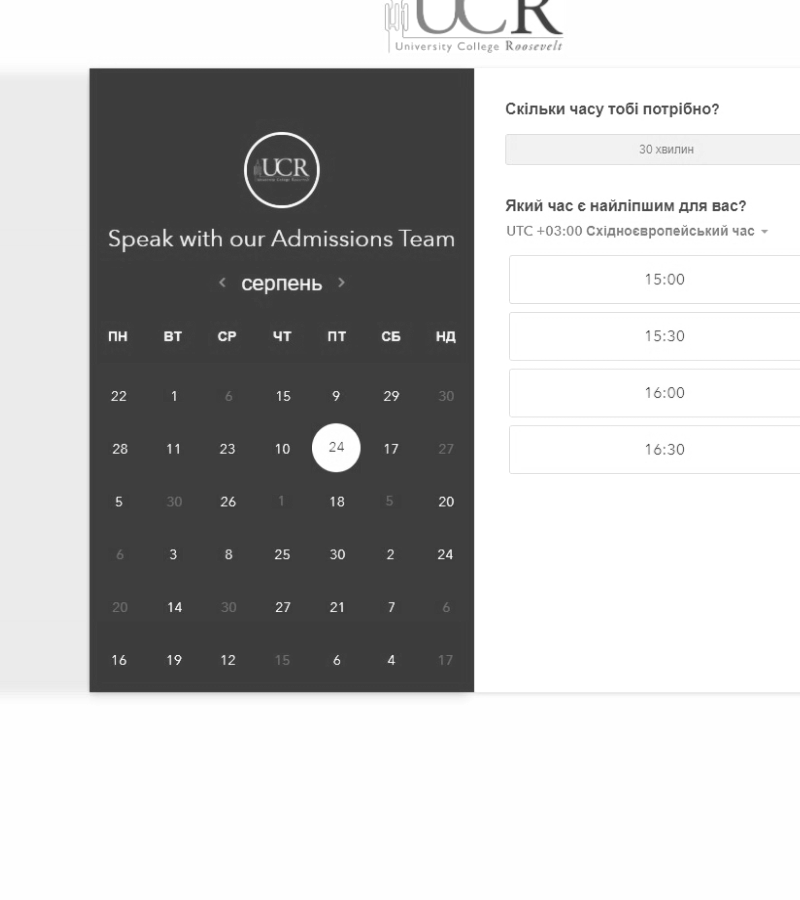 UCR
University College Roosevelt
UCR
Speak with our Admissions Team
серпень
ПН ВТ СР ЧТ ПТ СБ НД
22 1 6 15 9 29 30
28 11 23 10 24 17 27
5 30 26 1 18 5 20
6 3 8 25 30 2 24
20 14 30 27 21 7 6
16 19 12 15 6 4 17
Скільки часу тобі потрібно?
30 хвилин
Який час є найліпшим для вас?
UTC +03:00 Східноєвропейський час
15:00
15:30
16:00
16:30